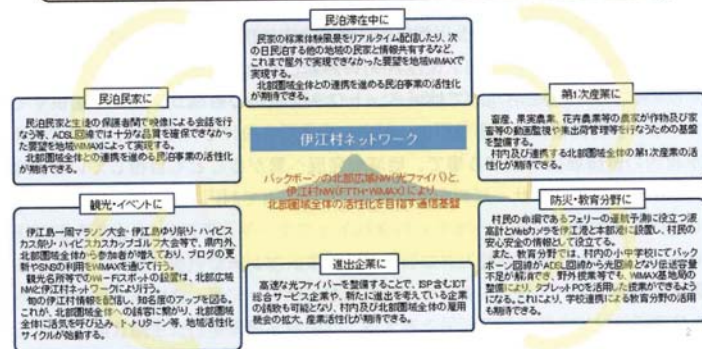 民泊滞在中に
民家の稼業体験風景をリアルタイム配信したり、次
の日民泊する他の地域の民家と情報共有するなど、
これまで屋外で実現できなかった要望を地域WiMAXで
実現する。
北部圏域全体との連携を進める民泊事業の活性化
が期待できる。
民泊民家に
民泊民家と生徒の保護者間で映像による会話を行
なう等、ADSL回線では十分な品質を確保できなかっ
た要望を地域WiMAXによって実現する。
北部圏域全体との連携を進める民泊事業の活性化
が期待できる。
第1次産業に
畜産、果実農業、花卉農業等の農家が作物及び家
畜等の動画監視や集出荷管理等を行なうための基盤
を整備する。
村内及び連携する北部圏域全体の第1次産業の活
性化が期待できる。
伊江村ネットワーク
バックボーンの北部広域NW(光ファイバ)と、
伊江村NW(FTTH・WiMAX)により、
北部圏域全体の活性化を目指す通信基盤
観光・イベントに
伊江島一周マラソン大会・伊江島ゆり祭り・ハイビス
カス祭り・ハイビスカスカップゴルフ大会等で、県内外、
北部圏域全体から参加者が増えており、ブログの更
新やSNSの利用をWiMAXを通じて行う。
観光名所等でのWi-Fiスポットの設営は、北部広域
NWと伊江村ネットワークにより行う。
旬の伊江村情報を配信し、知名度のアップを図る。
これが、北部圏域全体への誘客に繋がり、北部圏域
全体に活気を呼び込み、I・J・Uターン等、地域活性化
サイクルが始動する。
進出企業に
高速な光ファイバーを整備することで、ISP含むIOT
総合サービス企業や、新たに進出を考えている企業
の誘致も可能となり、村内及び北部圏域全体の雇用
機会の拡大、産業活性化が期待できる。
防災・教育分野に
村民の命綱であるフェリーの運航予測に役立つ波
高計とWebカメラを伊江港と本部港に設置し、村民の
安心安全の情報として役立てる。
また、教育分野では、村内の小中学校にてバック
ボーン回線がADSL回線から光回線となり伝送容量
不足が解消でき、野外授業等でも、WiMAX基地局の
整備により、タブレットPCを活用した授業ができるよう
になる。これにより、学校連携による教育分野の活用
も期待できる。
2